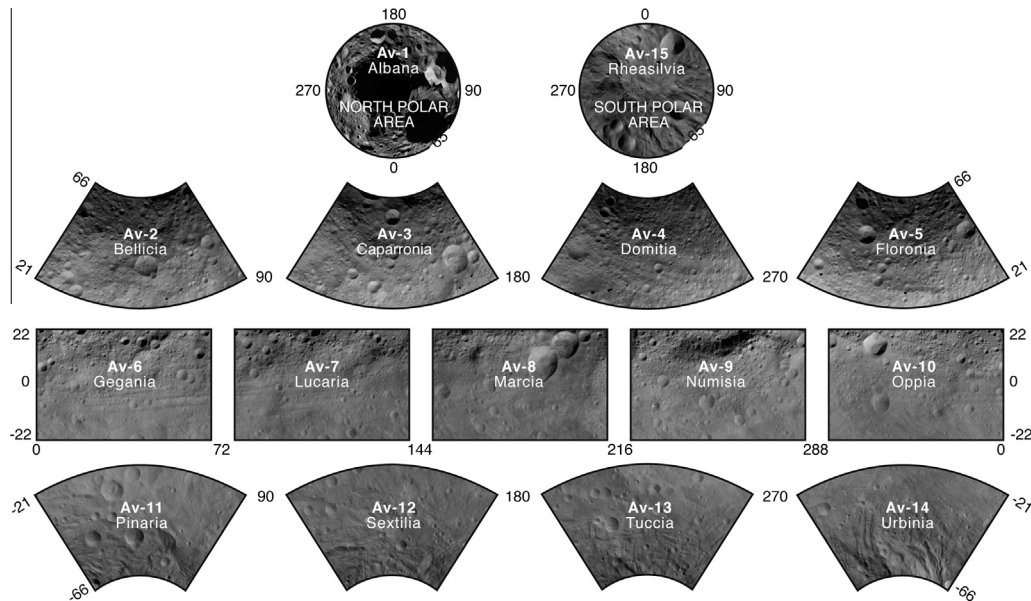 180
0
Av-1
Albana
Av-15
Rheasilvia
270
90
270
90
NORTH POLAR
AREA
SOUTH POLAR
AREA
65
-65
0
180
66
66
Av-2
Bellicia
Av-3
Caparronia
Av-4
Domitia
Av-5
Floronia
21
90
180
270
21
22
22
Av-6
Gegania
Av-7
Lucaria
Av-8
Marcia
Av-9
Numisia
Av-10
Oppia
0
0
-22
-22
0
72
144
216
288
0
-21
90
180
270
-21
Av-11
Pinaria
Av-12
Sextilia
Av-13
Tuccia
Av-14
Urbinia
-66
-66